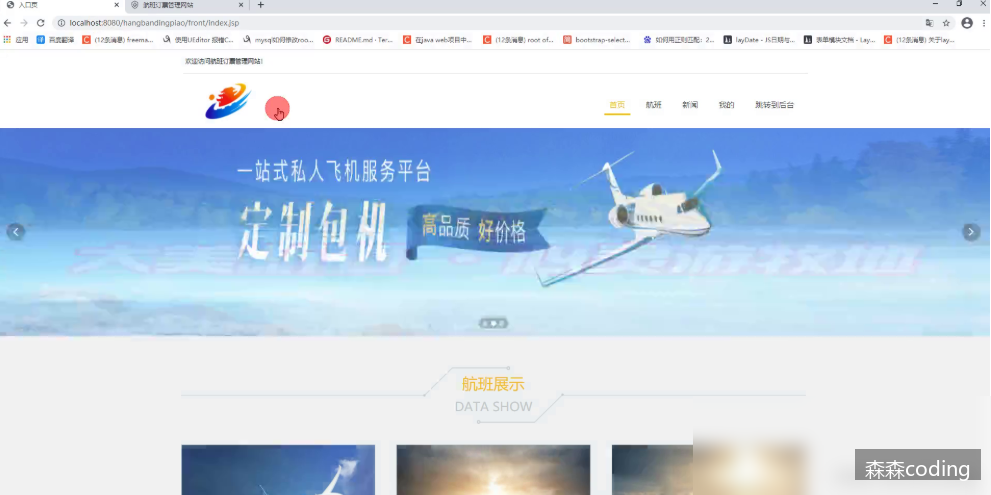 入口页
航班订票管理网站
localhost:8080/hangbandingpiao/front/index.jsp
应用
百度翻译
(12条消息) freema...
使用UEditor 报错C...
mysql如何修改roo...
README.md · Ter...
在java web项目中...
(12条消息) root of...
bootstrap-select...
如何用正则匹配：2...
layDate - JS日期与...
表单模块文档 - Lay...
(12条消息) 关于lay...
欢迎访问航班订票管理网站!
首页
航班
新闻
我的
跳转到后台
一站式私人飞机服务平台
定制包机
高品质 好价格
航班展示
DATA SHOW
森森coding